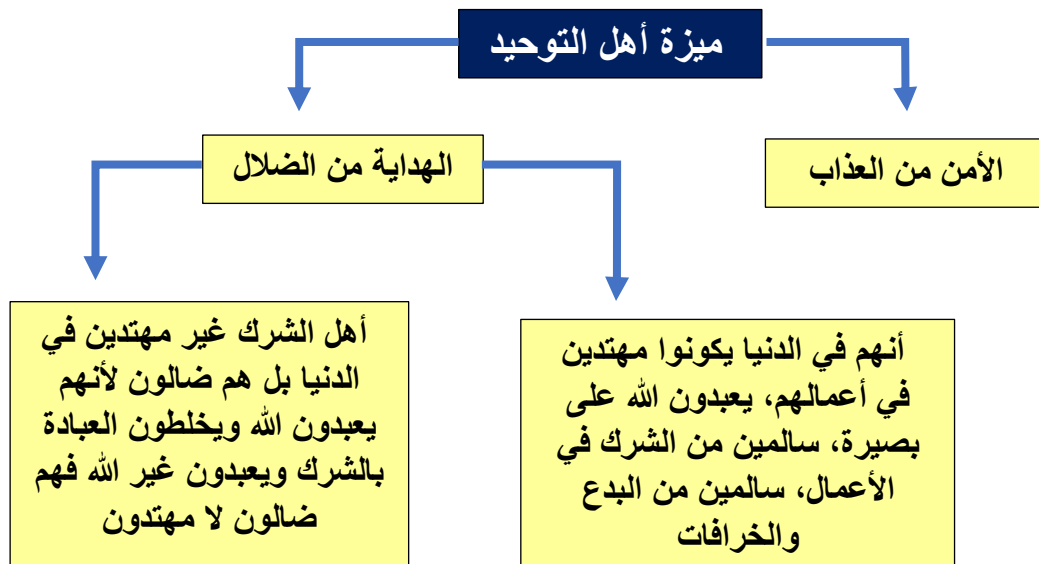 ميزة أهل التوحيد
الأمن من العذاب
الهداية من الضلال
أنهم في الدنيا يكونوا مهتدين
في أعمالهم، يعبدون الله على
بصيرة، سالمين من الشرك في
الأعمال، سالمين من البدع
والخرافات
أهل الشرك غير مهتدين في
الدنيا بل هم ضالون لأنهم
يعبدون الله ويخلطون العبادة
بالشرك ويعبدون غير الله فهم
ضالون لا مهتدون